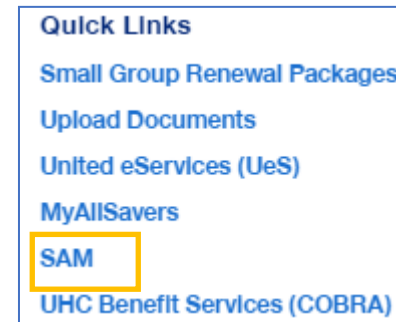 Quick Links
Small Group Renewal Packages
Upload Documents
United eServices (UeS)
MyAllSavers
SAM
UHC Benefit Services (COBRA)